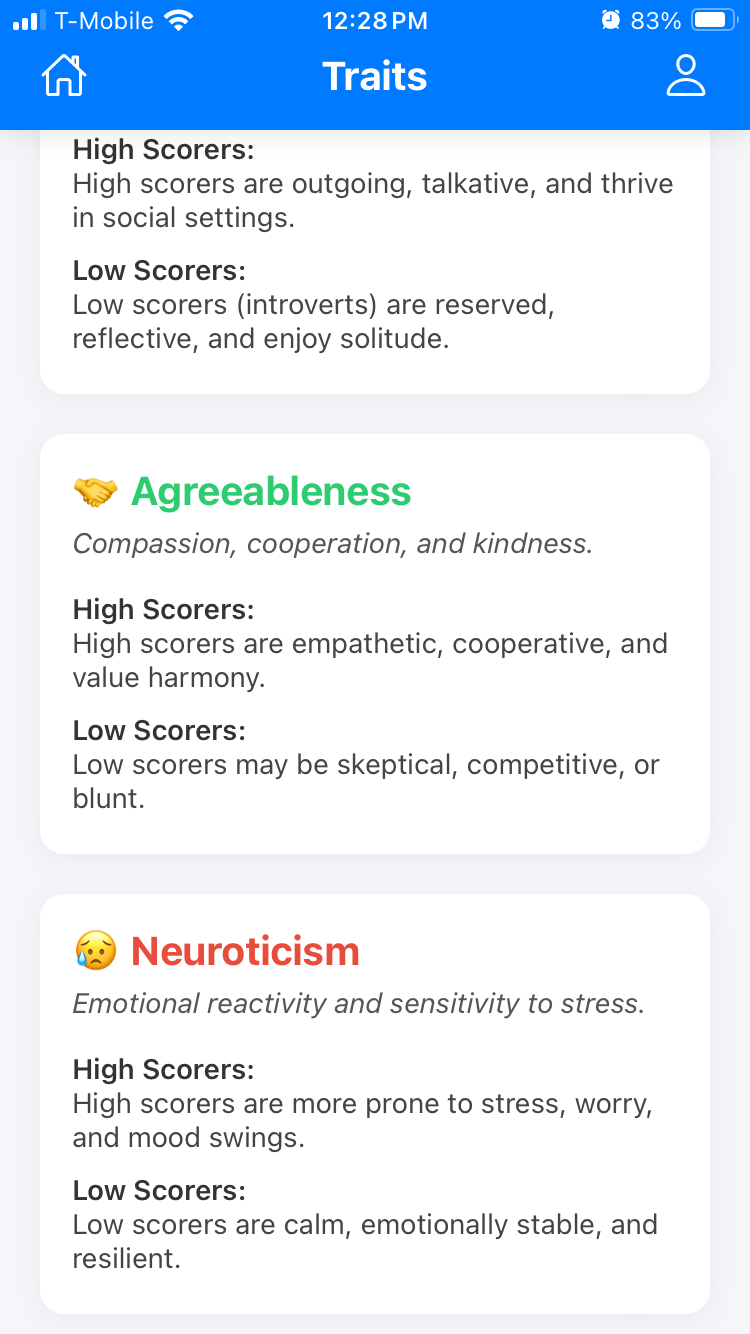 T-Mobile 12:28 PM 83%
Traits
High Scorers:
High scorers are outgoing, talkative, and thrive
in social settings.
Low Scorers:
Low scorers (introverts) are reserved,
reflective, and enjoy solitude.
Agreeableness
Compassion, cooperation, and kindness.
High Scorers:
High scorers are empathetic, cooperative, and
value harmony.
Low Scorers:
Low scorers may be skeptical, competitive, or
blunt.
Neuroticism
Emotional reactivity and sensitivity to stress.
High Scorers:
High scorers are more prone to stress, worry,
and mood swings.
Low Scorers:
Low scorers are calm, emotionally stable, and
resilient.